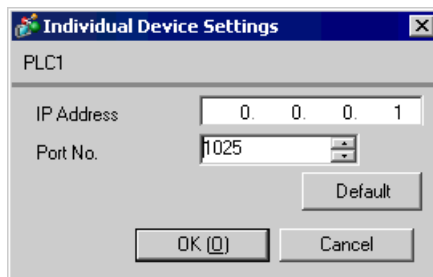 Individual Device Settings
PLC1
IP Address 0. 0. 0. 1
Port No. 1025
Default
OK (O) Cancel